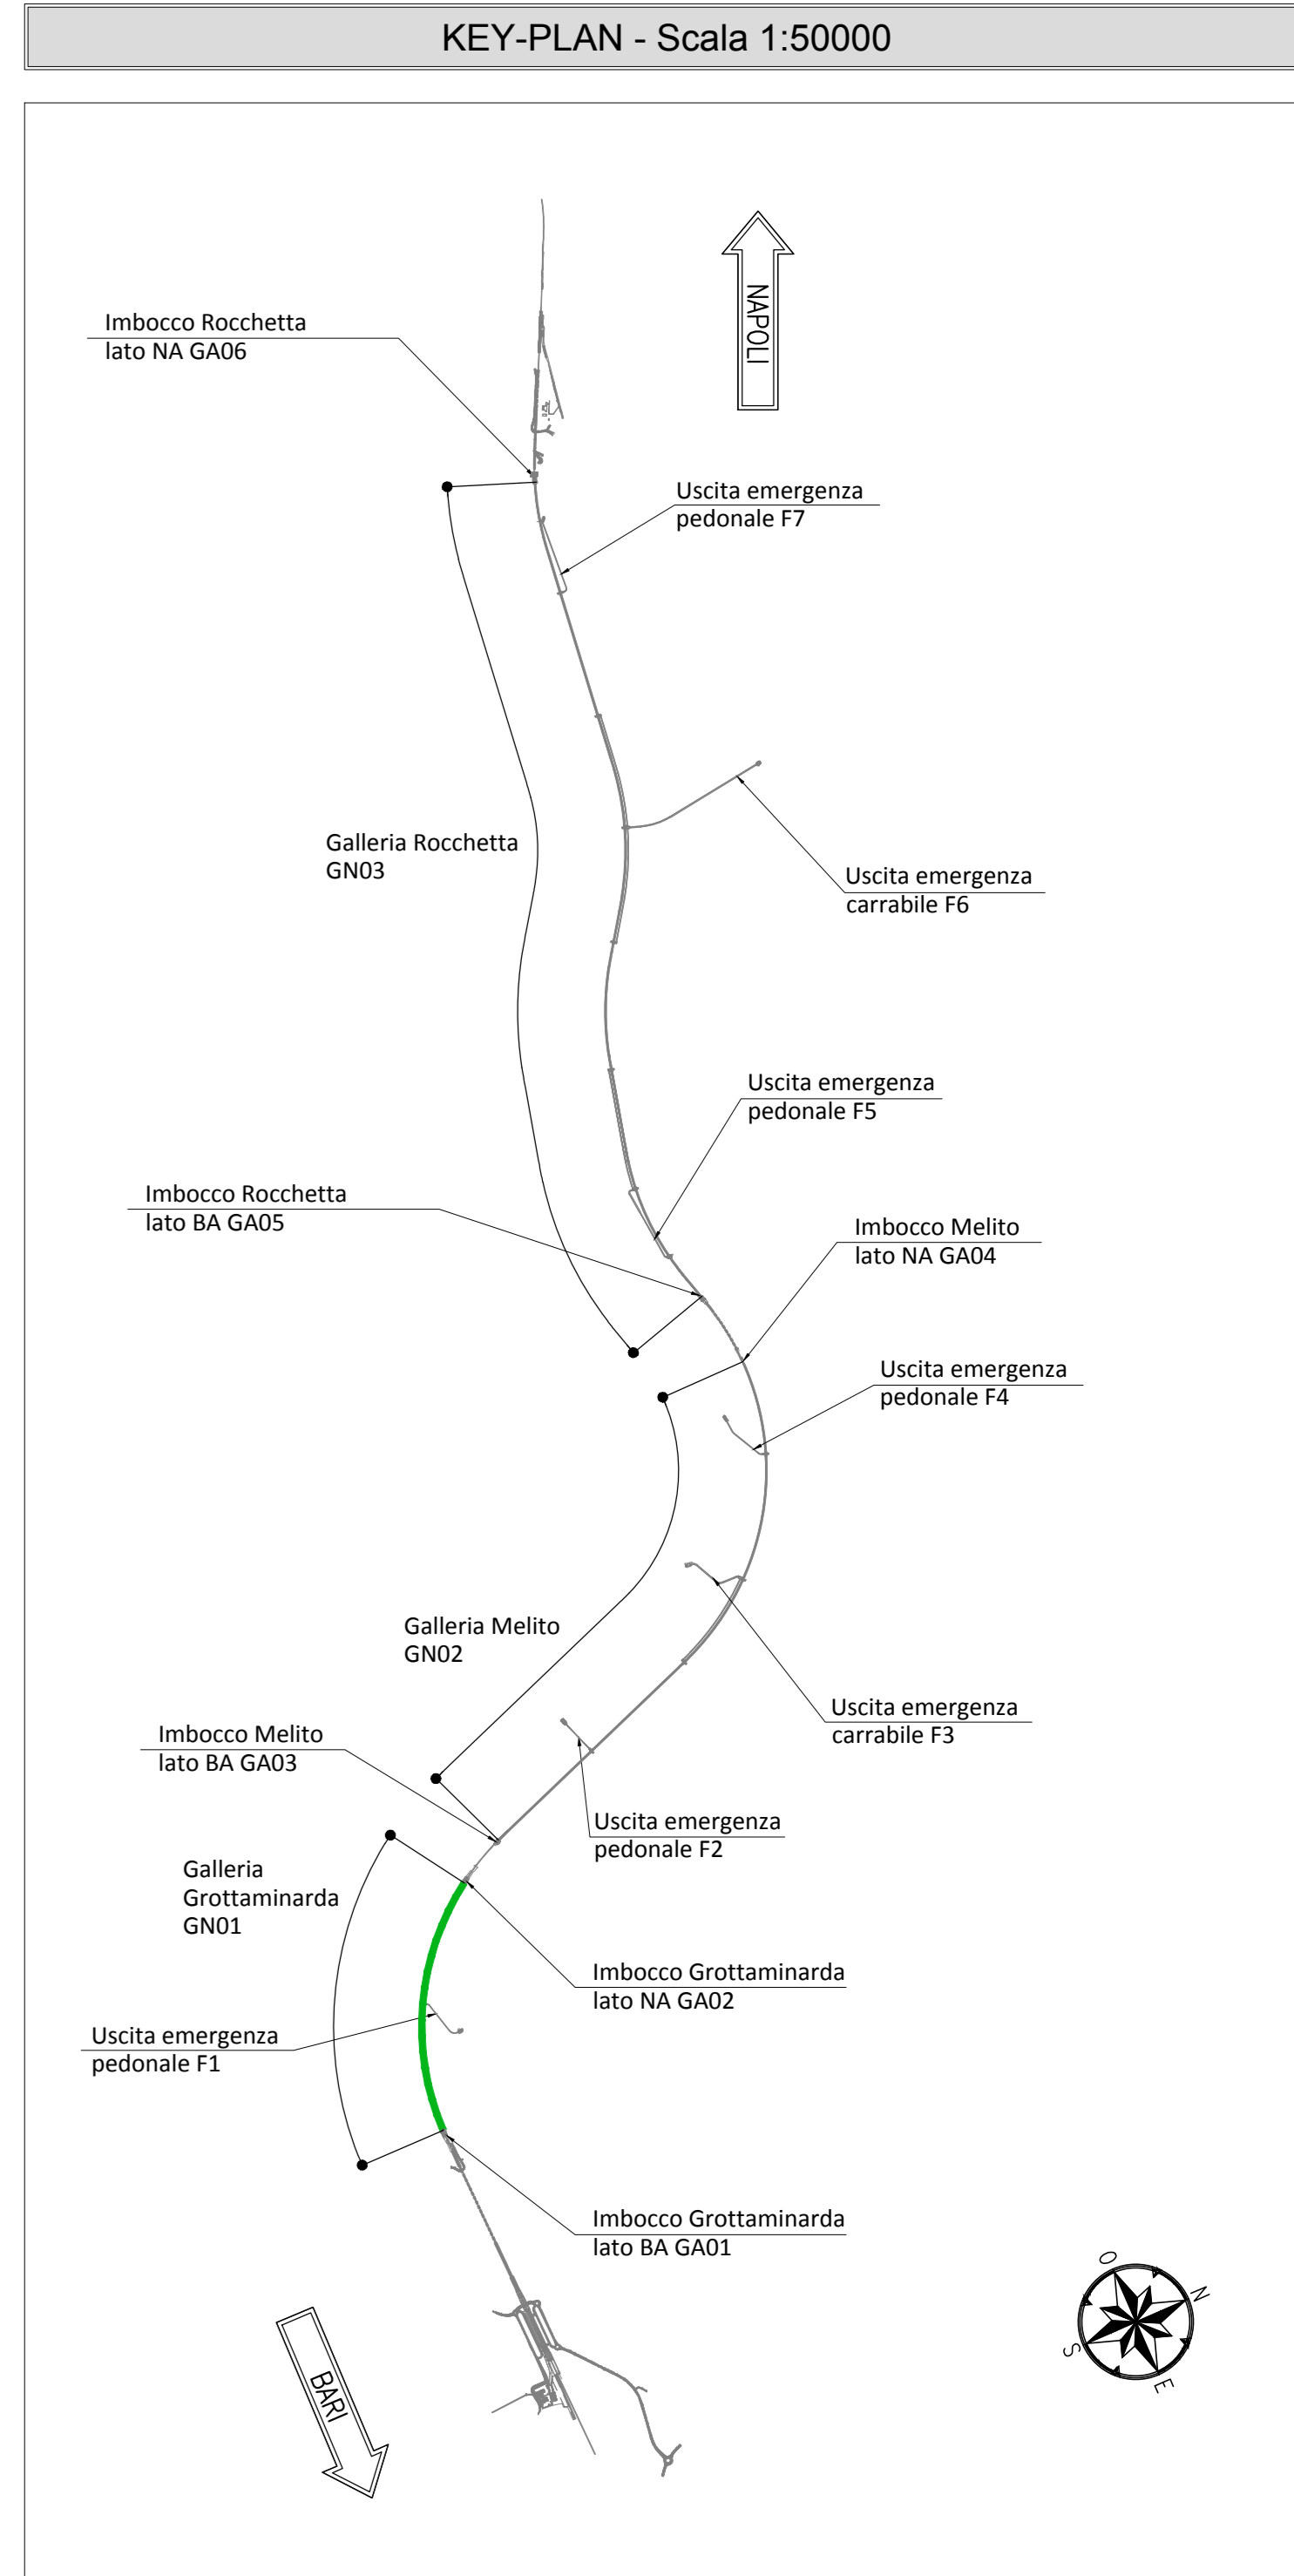 KEY-PLAN - Scala 1:50000
NAPOLI
Imbocco Rocchetta
lato NA GA06
Uscita emergenza
pedonale F7
Galleria Rocchetta
GN03
Uscita emergenza
carrabile F6
Uscita emergenza
pedonale F5
Imbocco Rocchetta
lato BA GA05
Imbocco Melito
lato NA GA04
Uscita emergenza
pedonale F4
Galleria Melito
GN02
Uscita emergenza
carrabile F3
Imbocco Melito
lato BA GA03
Uscita emergenza
pedonale F2
Galleria
Grottaminarda
GN01
Imbocco Grottaminarda
lato NA GA02
Uscita emergenza
pedonale F1
Imbocco Grottaminarda
lato BA GA01
O
N
S
E
BARI